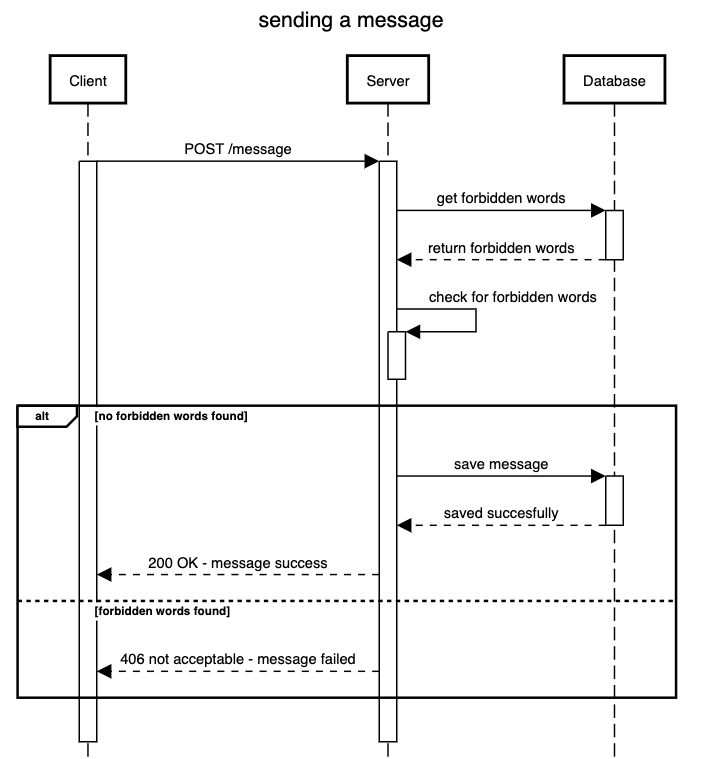 sending a message
Client
Server
Database
POST /message
get forbidden words
return forbidden words
check for forbidden words
alt
[no forbidden words found]
save message
saved succesfully
200 OK - message success
[forbidden words found]
406 not acceptable - message failed